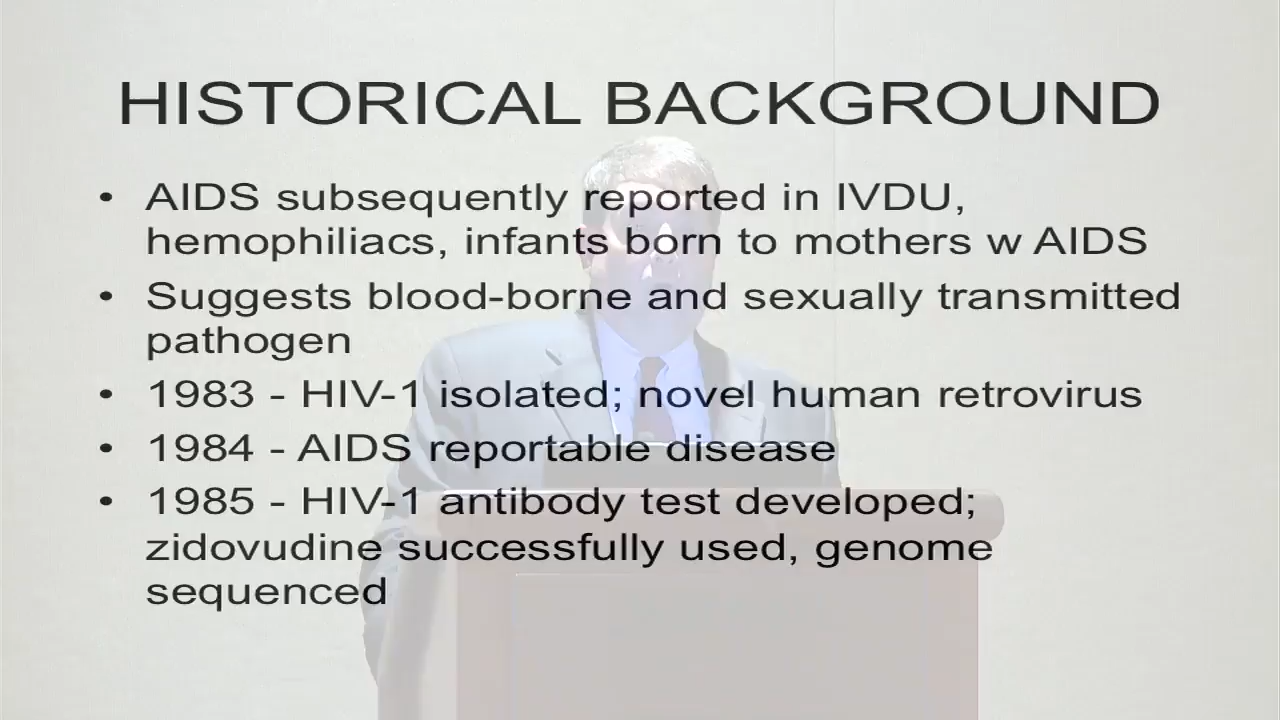 HISTORICAL BACKGROUND
• AIDS subsequently reported in IVDU,
hemophiliacs, infants born to mothers w AIDS
• Suggests blood-borne and sexually transmitted
pathogen
• 1983 - HIV-1 isolated; novel human retrovirus
• 1984 - AIDS reportable disease
• 1985 - HIV-1 antibody test developed;
zidovudine successfully used, genome
sequenced